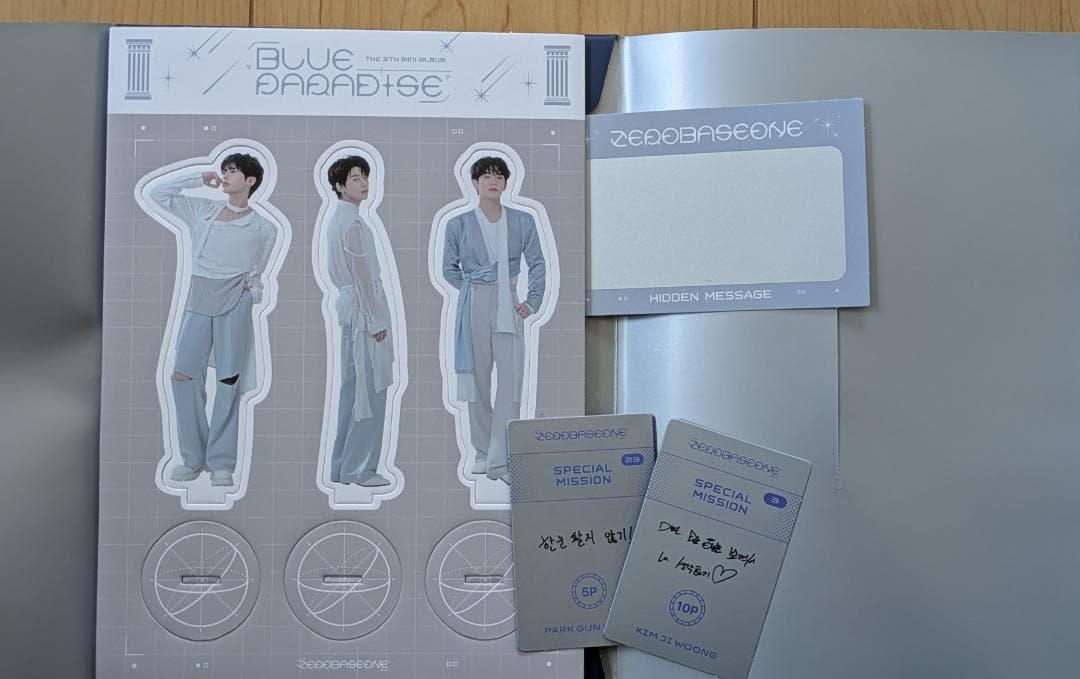 BLUE
PARADISE
THE 5TH MINI ALBUM
ZEROBASEONE
HIDDEN MESSAGE
ZEROBASEONE
SPECIAL
MISSION
23
한눈 팔지 않기!
5P
PARK GUN
ZEROBASEONE
SPECIAL
MISSION
3
10P
KIM JI WOONG
ZEROBASEONE